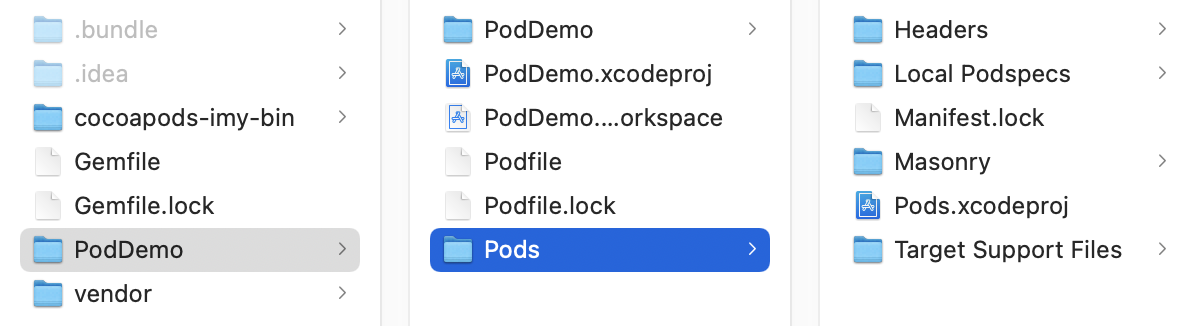 .bundle
.idea
cocoapods-imy-bin
Gemfile
Gemfile.lock
PodDemo
vendor
PodDemo
PodDemo.xcodeproj
PodDemo....orkspace
Podfile
Podfile.lock
Pods
Headers
Local Podspecs
Manifest.lock
Masonry
Pods.xcodeproj
Target Support Files